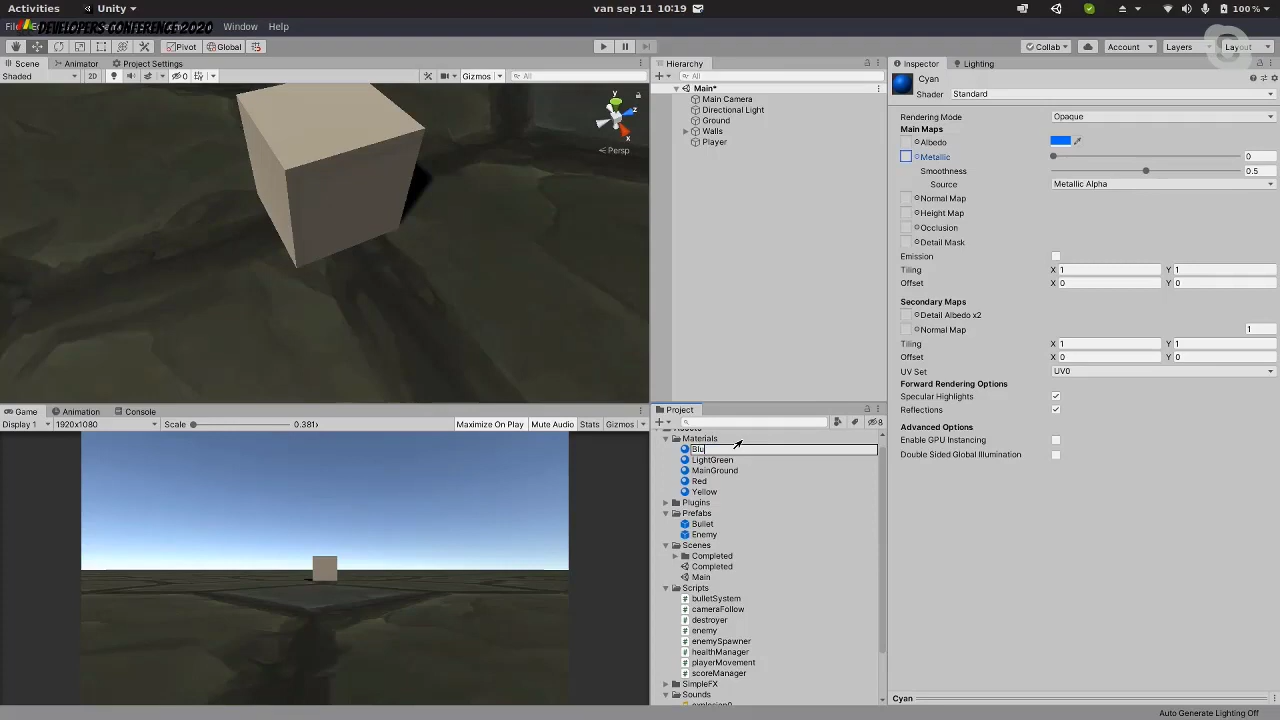 Activities
Unity
van sep 11 10:19
100%
DEVELOPERS CONFERENCE 2020
Window
Help
Pivot
Global
Collab
Account
Layers
Layout
Scene
Animator
Project Settings
Shaded
2D
0
Gizmos
All
y
z
x
Persp
Hierarchy
All
Main*
Main Camera
Directional Light
Ground
Walls
Player
Inspector
Lighting
Cyan
Shader
Standard
Rendering Mode
Opaque
Main Maps
Albedo
Metallic
0
Smoothness
0.5
Source
Metallic Alpha
Normal Map
Height Map
Occlusion
Detail Mask
Emission
Tiling
X 1
Y 1
Offset
X 0
Y 0
Secondary Maps
Detail Albedo x2
Normal Map
1
Tiling
X 1
Y 1
Offset
X 0
Y 0
UV Set
UV0
Forward Rendering Options
Specular Highlights
Reflections
Advanced Options
Enable GPU Instancing
Double Sided Global Illumination
Cyan
Auto Generate Lighting Off
Game
Animation
Console
Display 1
1920x1080
Scale
0.381x
Maximize On Play
Mute Audio
Stats
Gizmos
Project
8
Materials
Blu
LightGreen
MainGround
Red
Yellow
Plugins
Prefabs
Bullet
Enemy
Scenes
Completed
Completed
Main
Scripts
bulletSystem
cameraFollow
destroyer
enemy
enemySpawner
healthManager
playerMovement
scoreManager
SimpleFX
Sounds